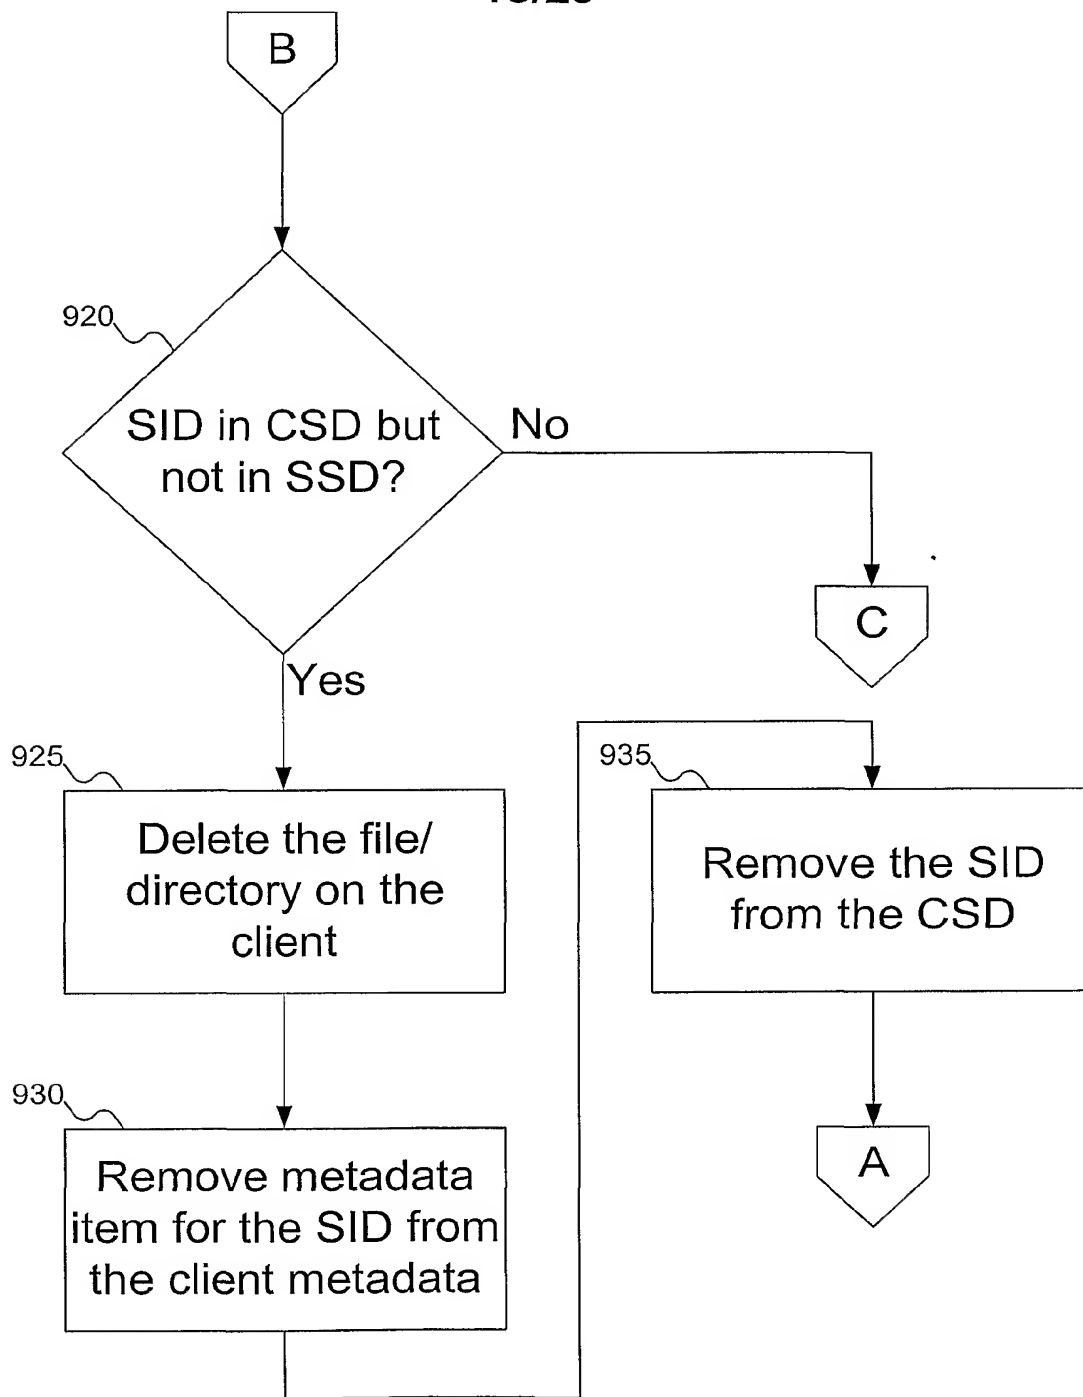 B
920
SID in CSD but
not in SSD?
No
C
Yes
925
Delete the file/
directory on the
client
935
Remove the SID
from the CSD
930
Remove metadata
item for the SID from
the client metadata
A